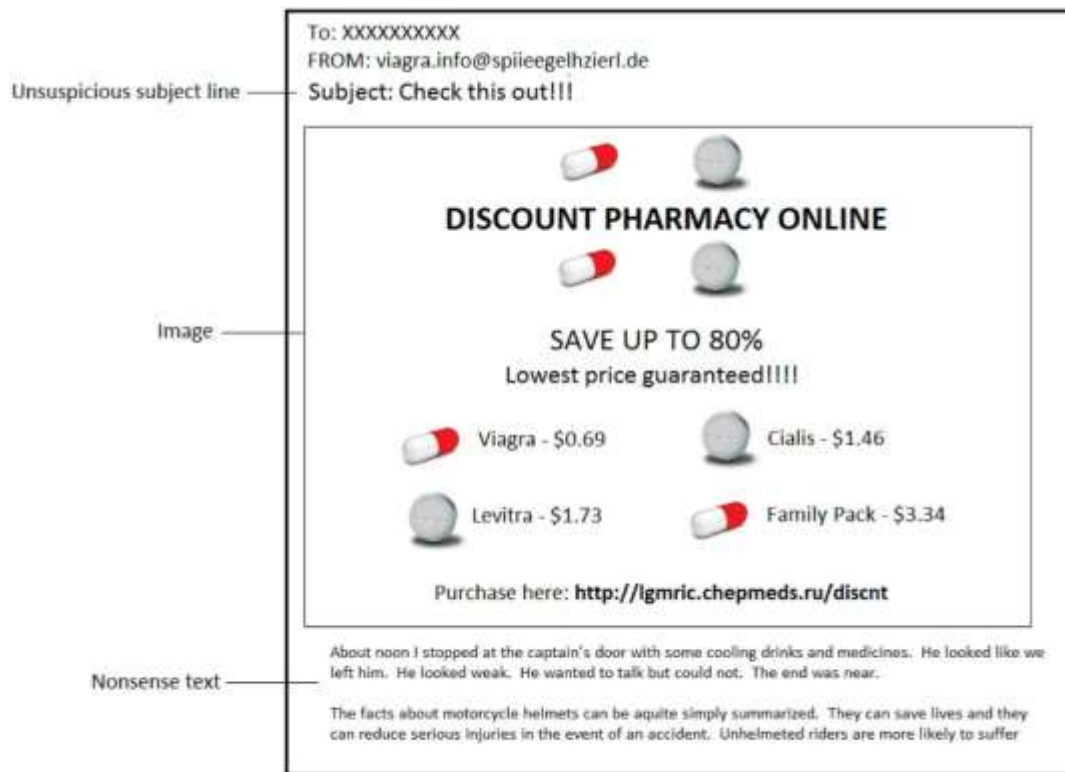 To: XXXXXXXXXX
FROM: viagra.info@spiieegelhzierl.de
Unsuspicious subject line
Subject: Check this out!!!
DISCOUNT PHARMACY ONLINE
Image
SAVE UP TO 80%
Lowest price guaranteed!!!!
Viagra - $0.69
Cialis - $1.46
Levitra - $1.73
Family Pack - $3.34
Purchase here: http://lgmric.chepmeds.ru/discnt
Nonsense text
About noon I stopped at the captain's door with some cooling drinks and medicines. He looked like we
left him. He looked weak. He wanted to talk but could not. The end was near.
The facts about motorcycle helmets can be aquite simply summarized. They can save lives and they
can reduce serious injuries in the event of an accident. Unhelmeted riders are more likely to suffer